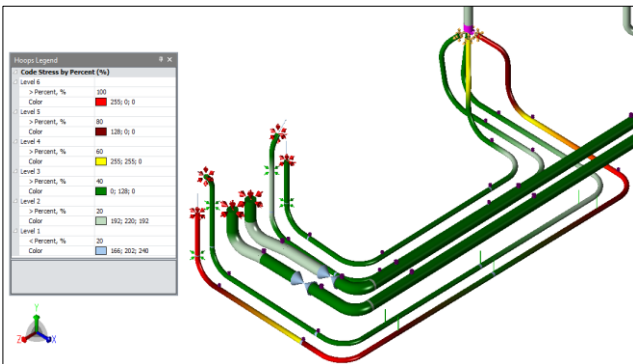 Hoops Legend
Code Stress by Percent (%)
Level 6
> Percent, % 100
Color 255; 0; 0
Level 5
> Percent, % 80
Color 128; 0; 0
Level 4
> Percent, % 60
Color 255; 255; 0
Level 3
> Percent, % 40
Color 0; 128; 0
Level 2
> Percent, % 20
Color 192; 220; 192
Level 1
< Percent, % 20
Color 166; 202; 240
Y
Z X